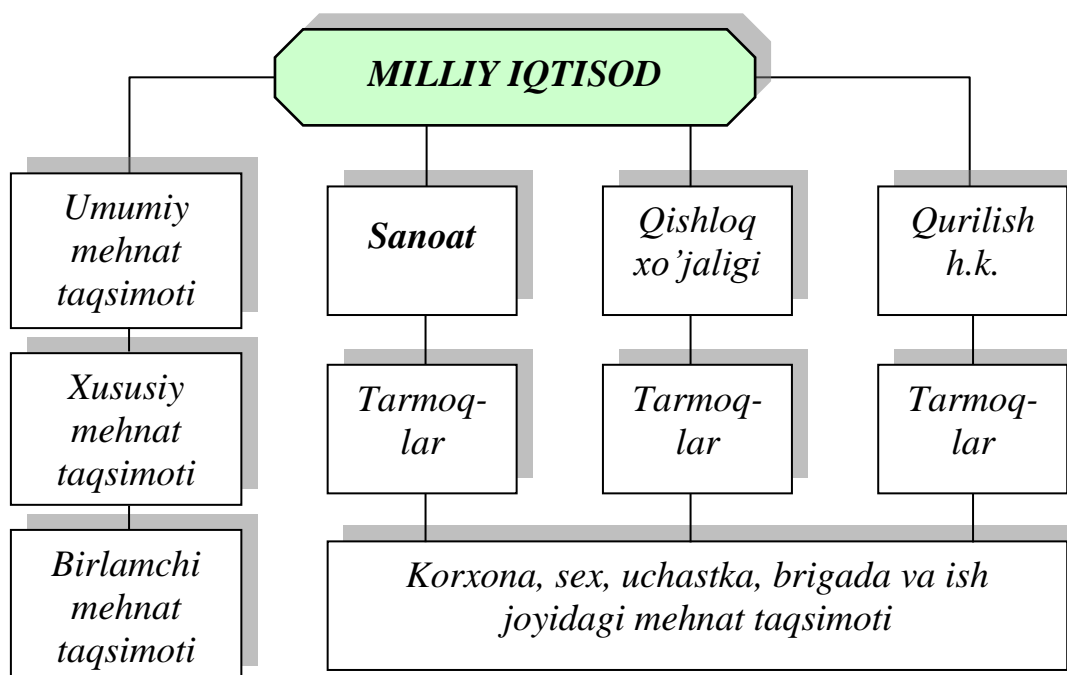 MILLIY IQTISOD
Umumiy
mehnat
taqsimoti
Sanoat
Qishloq
xo’jaligi
Qurilish
h.k.
Xususiy
mehnat
taqsimoti
Tarmoq-
lar
Tarmoq-
lar
Tarmoq-
lar
Birlamchi
mehnat
taqsimoti
Korxona, sex, uchastka, brigada va ish
joyidagi mehnat taqsimoti